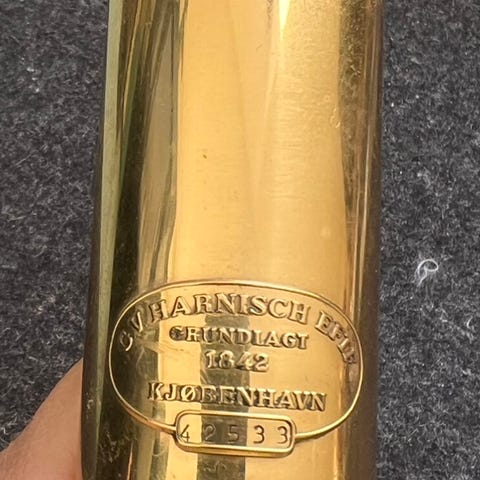 C V HARNISCH EFTF
GRUNDLAGT
1842
KJØBENHAVN
42533